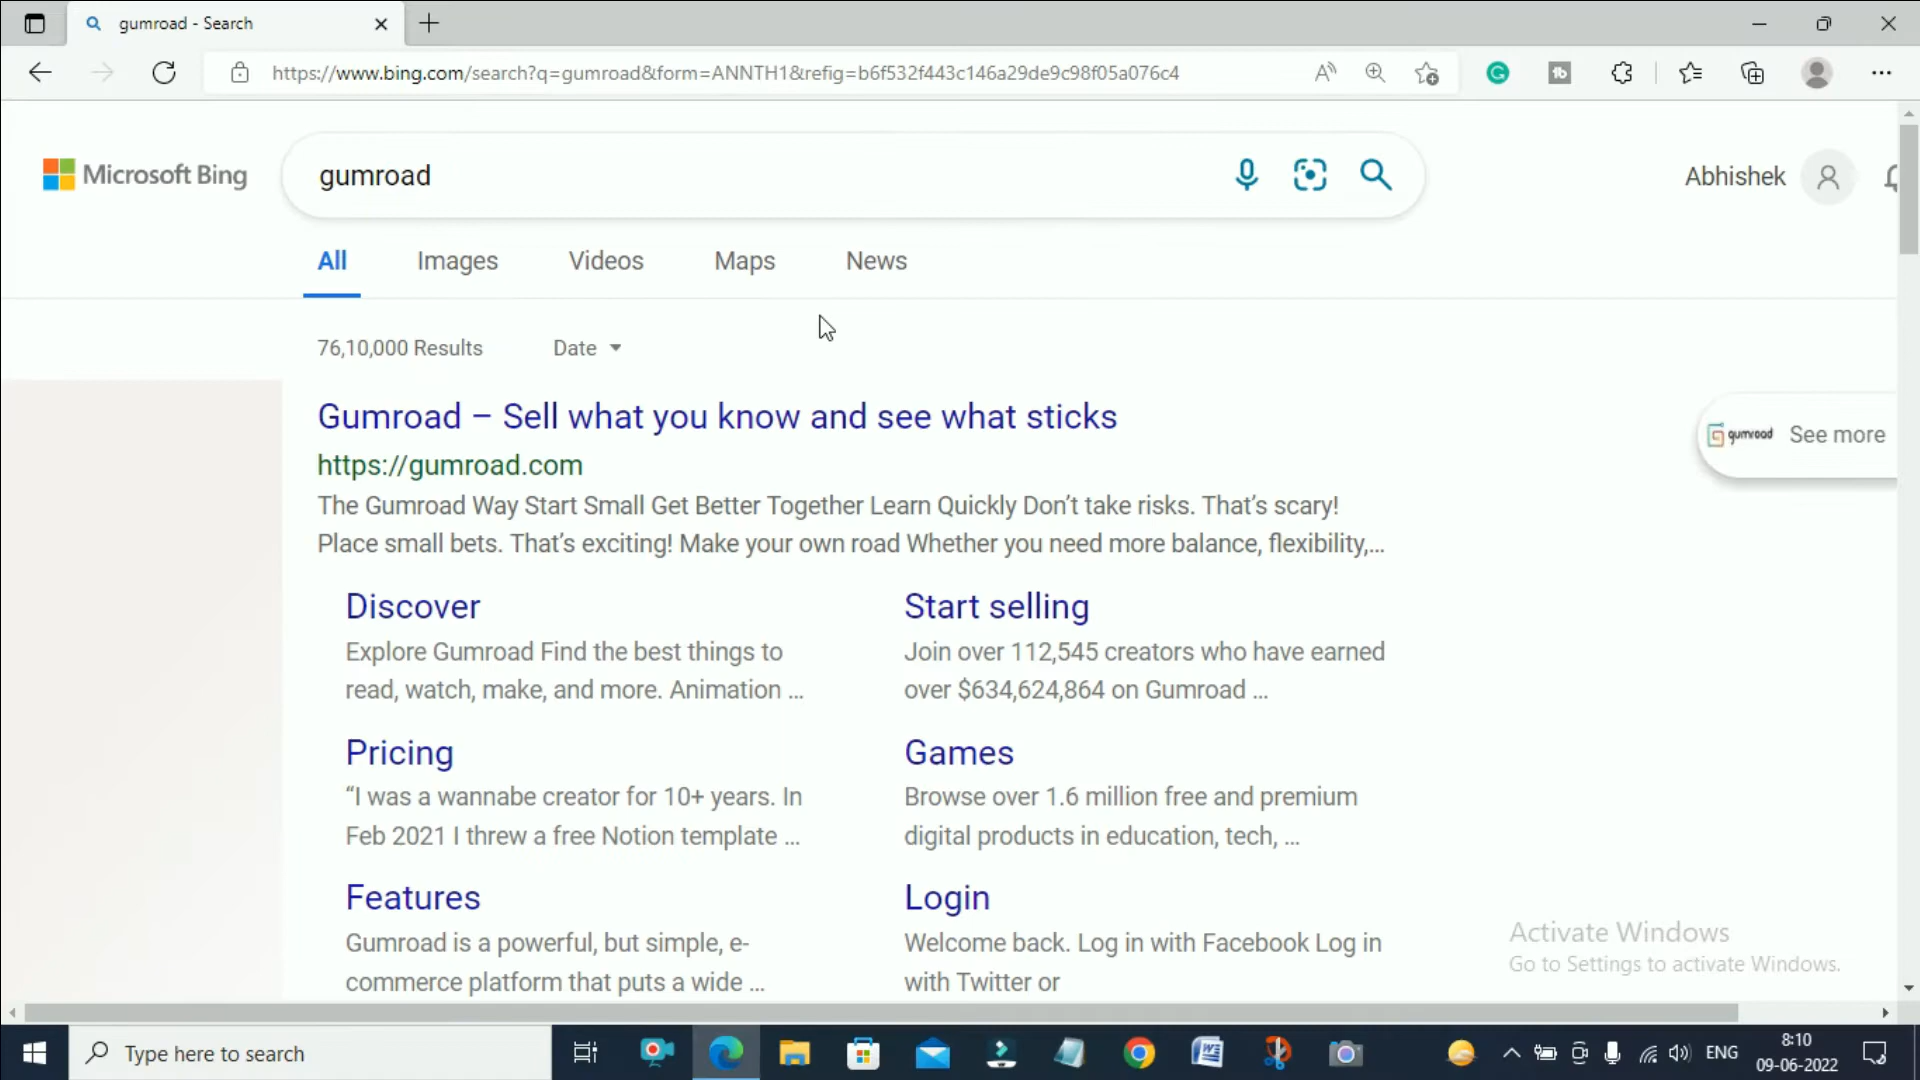 gumroad - Search
https://www.bing.com/search?q=gumroad&form=ANNTH1&refig=b6f532f443c146a29de9c98f05a076c4
Microsoft Bing
gumroad
Abhishek
All Images Videos Maps News
76,10,000 Results Date
Gumroad – Sell what you know and see what sticks
https://gumroad.com
The Gumroad Way Start Small Get Better Together Learn Quickly Don’t take risks. That’s scary!
Place small bets. That’s exciting! Make your own road Whether you need more balance, flexibility,...
gumroad See more
Discover
Explore Gumroad Find the best things to
read, watch, make, and more. Animation ...
Start selling
Join over 112,545 creators who have earned
over $634,624,864 on Gumroad ...
Pricing
“I was a wannabe creator for 10+ years. In
Feb 2021 I threw a free Notion template ...
Games
Browse over 1.6 million free and premium
digital products in education, tech, ...
Features
Gumroad is a powerful, but simple, e-
commerce platform that puts a wide ...
Login
Welcome back. Log in with Facebook Log in
with Twitter or
Activate Windows
Go to Settings to activate Windows.
Type here to search
ENG
8:10
09-06-2022